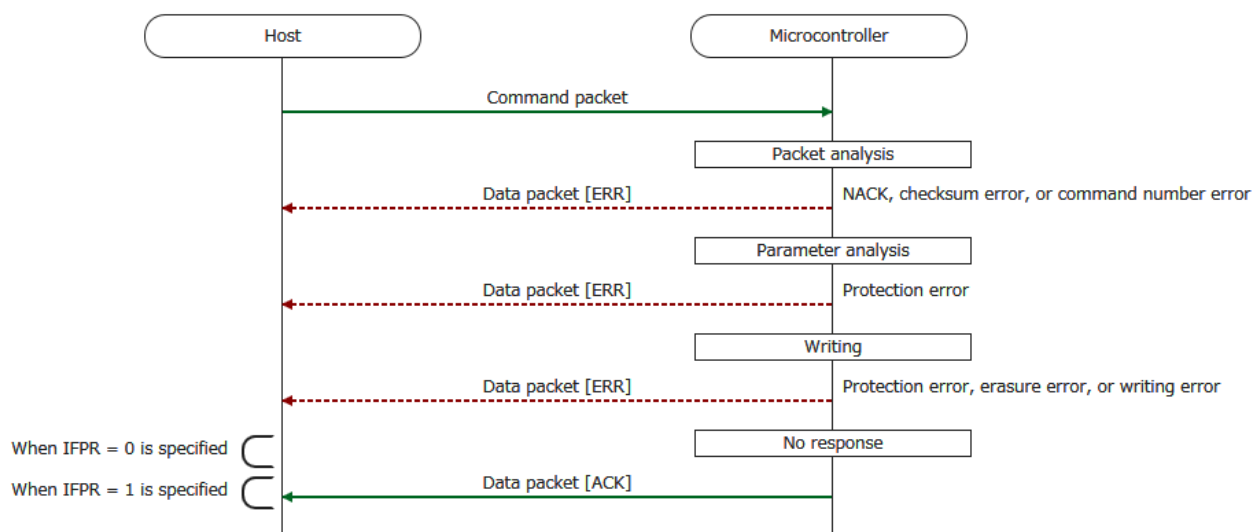 Host
Microcontroller
Command packet
Packet analysis
Data packet [ERR]
NACK, checksum error, or command number error
Parameter analysis
Data packet [ERR]
Protection error
Writing
Data packet [ERR]
Protection error, erasure error, or writing error
When IFPR = 0 is specified
No response
When IFPR = 1 is specified
Data packet [ACK]